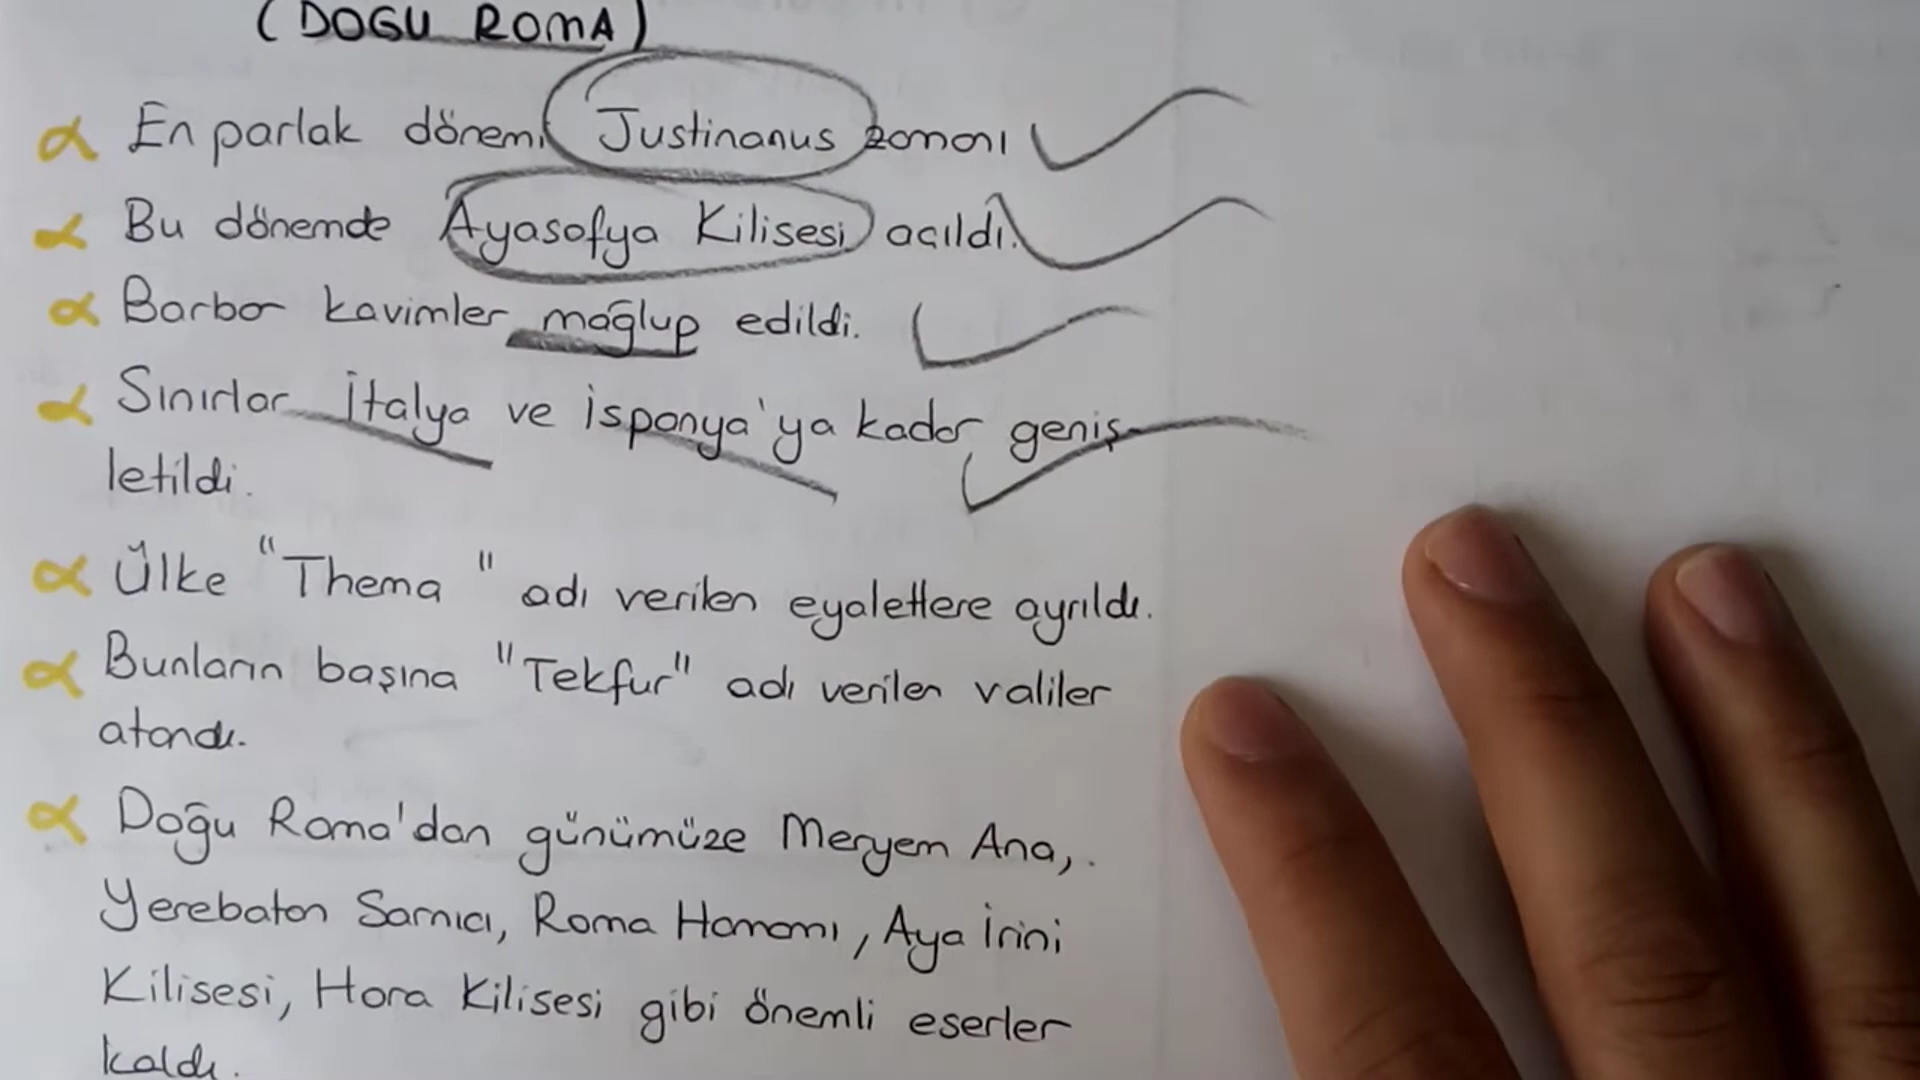 (DOĞU ROMA)
En parlak dönemi Justinanus zamanı
Bu dönemde Ayasofya Kilisesi açıldı.
Barbar kavimler mağlup edildi.
Sınırlar İtalya ve İspanya'ya kadar geniş-
letildi.
Ülke "Thema" adı verilen eyaletlere ayrıldı.
Bunların başına "Tekfur" adı verilen valiler
atandı.
Doğu Roma'dan günümüze Meryem Ana,
Yerebatan Sarnıcı, Roma Hamamı, Aya İrini
Kilisesi, Hora Kilisesi gibi önemli eserler
kaldı.